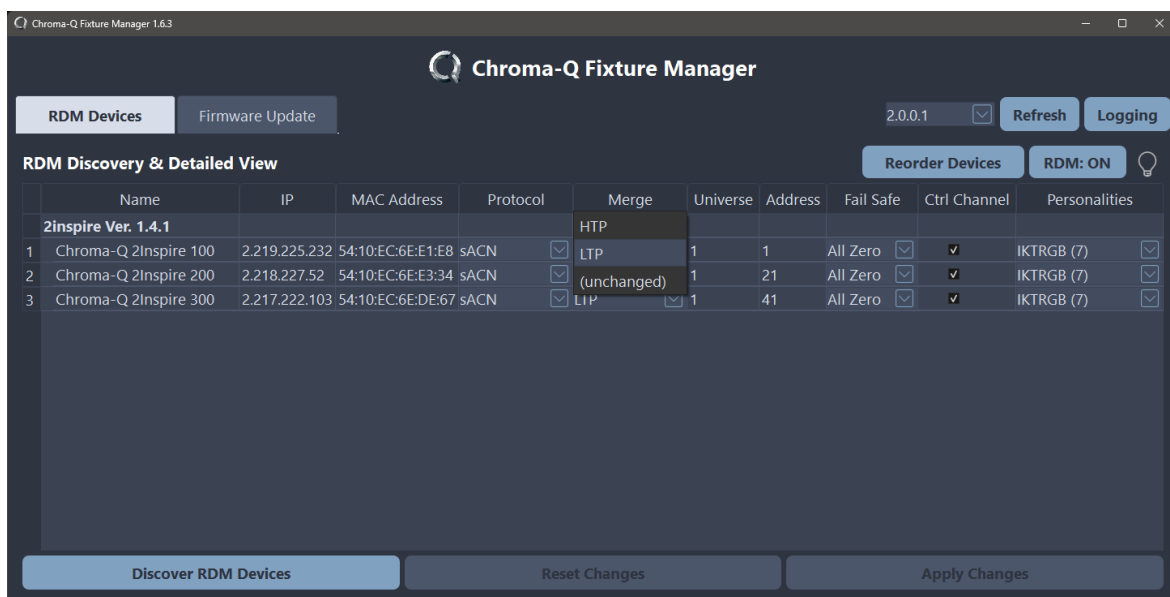 Chroma-Q Fixture Manager 1.6.3
Chroma-Q Fixture Manager
RDM Devices Firmware Update 2.0.0.1 Refresh Logging
RDM Discovery & Detailed View Reorder Devices RDM: ON
Name IP MAC Address Protocol Merge Universe Address Fail Safe Ctrl Channel Personalities
2inspire Ver. 1.4.1 HTP
1 Chroma-Q 2Inspire 100 2.219.225.232 54:10:EC:6E:E1:E8 sACN LTP 1 1 All Zero IKTRGB (7)
2 Chroma-Q 2Inspire 200 2.218.227.52 54:10:EC:6E:E3:34 sACN (unchanged) 1 21 All Zero IKTRGB (7)
3 Chroma-Q 2Inspire 300 2.217.222.103 54:10:EC:6E:DE:67 sACN LTP 1 41 All Zero IKTRGB (7)
Discover RDM Devices Reset Changes Apply Changes